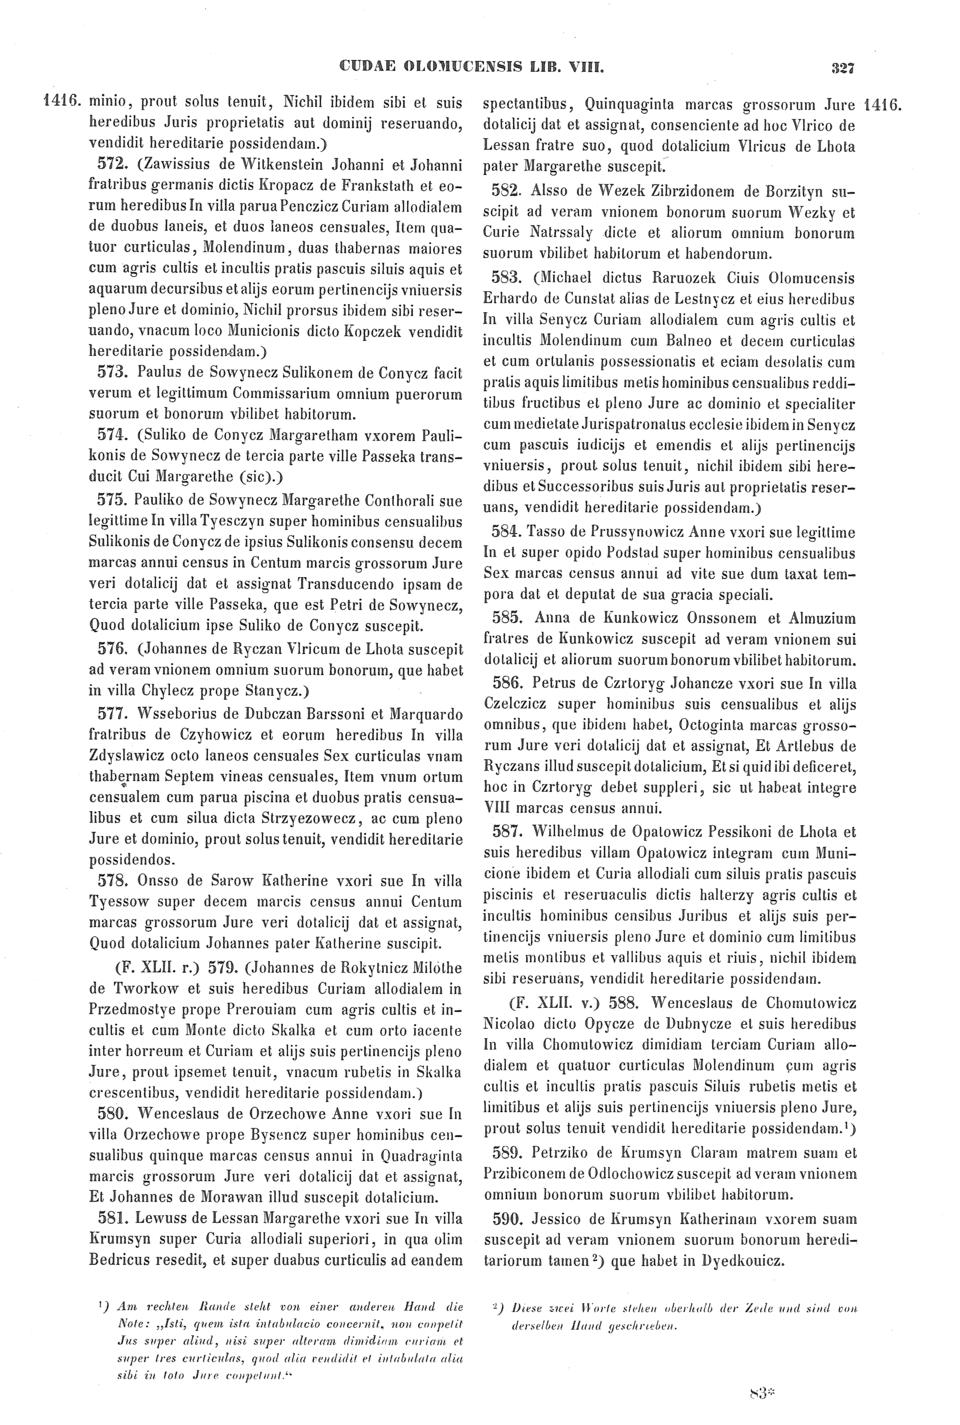 CUDAE OLOMUCENSIS LIB. VIII. 327
1416. minio, prout solus tenuit, Nichil ibidem sibi et suis
heredibus Juris proprietatis aut dominij reseruando,
vendidit hereditarie possidendam.)
572. (Zawissius de Witkenstein Johanni et Johanni
fratribus germanis dictis Kropacz de Frankstath et eo-
rum heredibus In villa parua Penczicz Curiam allodialem
de duobus laneis, et duos laneos censuales, Item qua-
tuor curticulas, Molendinum, duas thabernas maiores
cum agris cultis et incultis pratis pascuis siluis aquis et
aquarum decursibus et alijs eorum pertinencijs vniuersis
pleno Jure et dominio, Nichil prorsus ibidem sibi reser-
uando, vnacum loco Municionis dicto Kopczek vendidit
hereditarie possidendam.)
573. Paulus de Sowynecz Sulikonem de Conycz facit
verum et legittimum Commissarium omnium puerorum
suorum et bonorum vbilibet habitorum.
574. (Suliko de Conycz Margaretham vxorem Pauli-
konis de Sowynecz de tercia parte ville Passeka trans-
ducit Cui Margarethe (sic).)
575. Pauliko de Sowynecz Margarethe Conthorali sue
legittime In villa Tyesczyn super hominibus censualibus
Sulikonis de Conycz de ipsius Sulikonis consensu decem
marcas annui census in Centum marcis grossorum Jure
veri dotalicij dat et assignat Transducendo ipsam de
tercia parte ville Passeka, que est Petri de Sowynecz,
Quod dotalicium ipse Suliko de Conycz suscepit.
576. (Johannes de Ryczan Vlricum de Lhota suscepit
ad veram vnionem omnium suorum bonorum, que habet
in villa Chylecz prope Stanycz.)
577. Wsseborius de Dubczan Barssoni et Marquardo
fratribus de Czyhowicz et eorum heredibus In villa
Zdyslawicz octo laneos censuales Sex curticulas vnam
thabernam Septem vineas censuales, Item vnum ortum
censualem cum parua piscina et duobus pratis censua-
libus et cum silua dicta Strzyezowecz, ac cum pleno
Jure et dominio, prout solus tenuit, vendidit hereditarie
possidendos.
578. Onsso de Sarow Katherine vxori sue In villa
Tyessow super decem marcis census annui Centum
marcas grossorum Jure veri dotalicij dat et assignat,
Quod dotalicium Johannes pater Katherine suscipit.
(F. XLII. r.) 579. (Johannes de Rokytnicz Milothe
de Tworkow et suis heredibus Curiam allodialem in
Przedmostye prope Prerouiam cum agris cultis et in-
cultis et cum Monte dicto Skalka et cum orto iacente
inter horreum et Curiam et alijs suis pertinencijs pleno
Jure, prout ipsemet tenuit, vnacum rubetis in Skalka
crescentibus, vendidit hereditarie possidendam.)
580. Wenceslaus de Orzechowe Anne vxori sue In
villa Orzechowe prope Bysencz super hominibus cen-
sualibus quinque marcas census annui in Quadraginta
marcis grossorum Jure veri dotalicij dat et assignat,
Et Johannes de Morawan illud suscepit dotalicium.
581. Lewuss de Lessan Margarethe vxori sue In villa
Krumsyn super Curia allodiali superiori, in qua olim
Bedricus resedit, et super duabus curticulis ad eandem
spectantibus, Quinquaginta marcas grossorum Jure 1416.
dotalicij dat et assignat, consenciente ad hoc Vlrico de
Lessan fratre suo, quod dotalicium Vlricus de Lhota
pater Margarethe suscepit.
582. Alsso de Wezek Zibrzidonem de Borzityn su-
scipit ad veram vnionem bonorum suorum Wezky et
Curie Natrssaly dicte et aliorum omnium bonorum
suorum vbilibet habitorum et habendorum.
583. (Michael dictus Raruozek Ciuis Olomucensis
Erhardo de Cunstat alias de Lestnycz et eius heredibus
In villa Senycz Curiam allodialem cum agris cultis et
incultis Molendinum cum Balneo et decem curticulas
et cum ortulanis possessionatis et eciam desolatis cum
pratis aquis limitibus metis hominibus censualibus reddi-
tibus fructibus et pleno Jure ac dominio et specialiter
cum medietate Jurispatronatus ecclesie ibidem in Senycz
cum pascuis iudicijs et emendis et alijs pertinencijs
vniuersis, prout solus tenuit, nichil ibidem sibi here-
dibus et Successoribus suis Juris aut proprietatis reser-
uans, vendidit hereditarie possidendam.)
584. Tasso de Prussynowicz Anne vxori sue legittime
In et super opido Podstad super hominibus censualibus
Sex marcas census annui ad vite sue dum taxat tem-
pora dat et deputat de sua gracia speciali.
585. Anna de Kunkowicz Onssonem et Almuzium
fratres de Kunkowicz suscepit ad veram vnionem sui
dotalicij et aliorum suorum bonorum vbilibet habitorum.
586. Petrus de Czrtoryg Johancze vxori sue In villa
Czelczicz super hominibus suis censualibus et alijs
omnibus, que ibidem habet, Octoginta marcas grosso-
rum Jure veri dotalicij dat et assignat, Et Artlebus de
Ryczans illud suscepit dotalicium, Et si quid ibi deficeret,
hoc in Czrtoryg debet suppleri, sic ut habeat integre
VIII marcas census annui.
587. Wilhelmus de Opatowicz Pessikoni de Lhota et
suis heredibus villam Opatowicz integram cum Muni-
cione ibidem et Curia allodiali cum siluis pratis pascuis
piscinis et reseruaculis dictis halterzy agris cultis et
incultis hominibus censibus Juribus et alijs suis per-
tinencijs vniuersis pleno Jure et dominio cum limitibus
metis montibus et vallibus aquis et riuis, nichil ibidem
sibi reseruans, vendidit hereditarie possidendam.
(F. XLII. v.) 588. Wenceslaus de Chomutowicz
Nicolao dicto Opycze de Dubnycze et suis heredibus
In villa Chomutowicz dimidiam terciam Curiam allo-
dialem et quatuor curticulas Molendinum cum agris
cultis et incultis pratis pascuis Siluis rubetis metis et
limitibus et alijs suis pertinencijs vniuersis pleno Jure,
prout solus tenuit vendidit hereditarie possidendam.¹)
589. Petrziko de Krumsyn Claram matrem suam et
Przibiconem de Odlochowicz suscepit ad veram vnionem
omnium bonorum suorum vbilibet habitorum.
590. Jessico de Krumsyn Katherinam vxorem suam
suscepit ad veram vnionem suorum bonorum heredi-
tariorum tamen ²) que habet in Dyedkouicz.
¹) Am rechten Rande steht von einer anderen Hand die
Note: „Isti, quem ista intabulacio concernit, non conpetit
Jus super aliud, nisi super alteram dimidiam curiam et
super tres curticulas, quod alia vendidit et intabulata alia
sibi in toto Jure conpetunt.“
²) Diese zwei Worte stehen oberhalb der Zeile und sind von
derselben Hand geschrieben.
83*